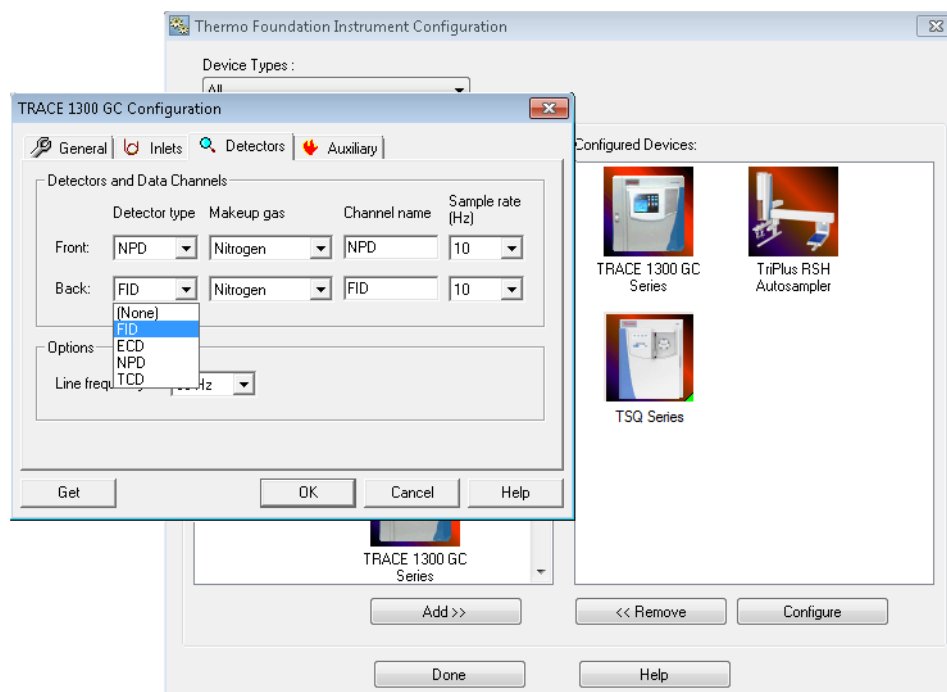 Thermo Foundation Instrument Configuration
Device Types :
All
TRACE 1300 GC Configuration
General
Inlets
Detectors
Auxiliary
Detectors and Data Channels
Detector type Makeup gas Channel name Sample rate (Hz)
Front: NPD Nitrogen NPD 10
Back: FID Nitrogen FID 10
(None)
FID
ECD
NPD
TCD
Options
Line freq Hz
Get
OK
Cancel
Help
Configured Devices:
TRACE 1300 GC
Series
TriPlus RSH
Autosampler
TSQ Series
TRACE 1300 GC
Series
Add >>
<< Remove
Configure
Done
Help